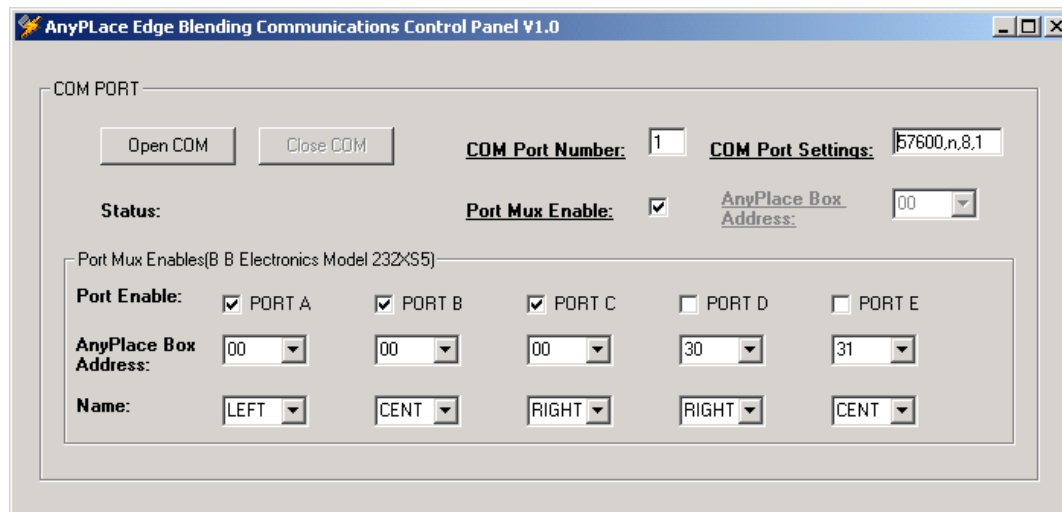 AnyPLace Edge Blending Communications Control Panel V1.0
COM PORT
Open COM Close COM COM Port Number: 1 COM Port Settings: 57600,n,8,1
Status: Port Mux Enable: AnyPlace Box Address: 00
Port Mux Enables(B B Electronics Model 232XS5)
Port Enable: PORT A PORT B PORT C PORT D PORT E
AnyPlace Box Address: 00 00 00 30 31
Name: LEFT CENT RIGHT RIGHT CENT